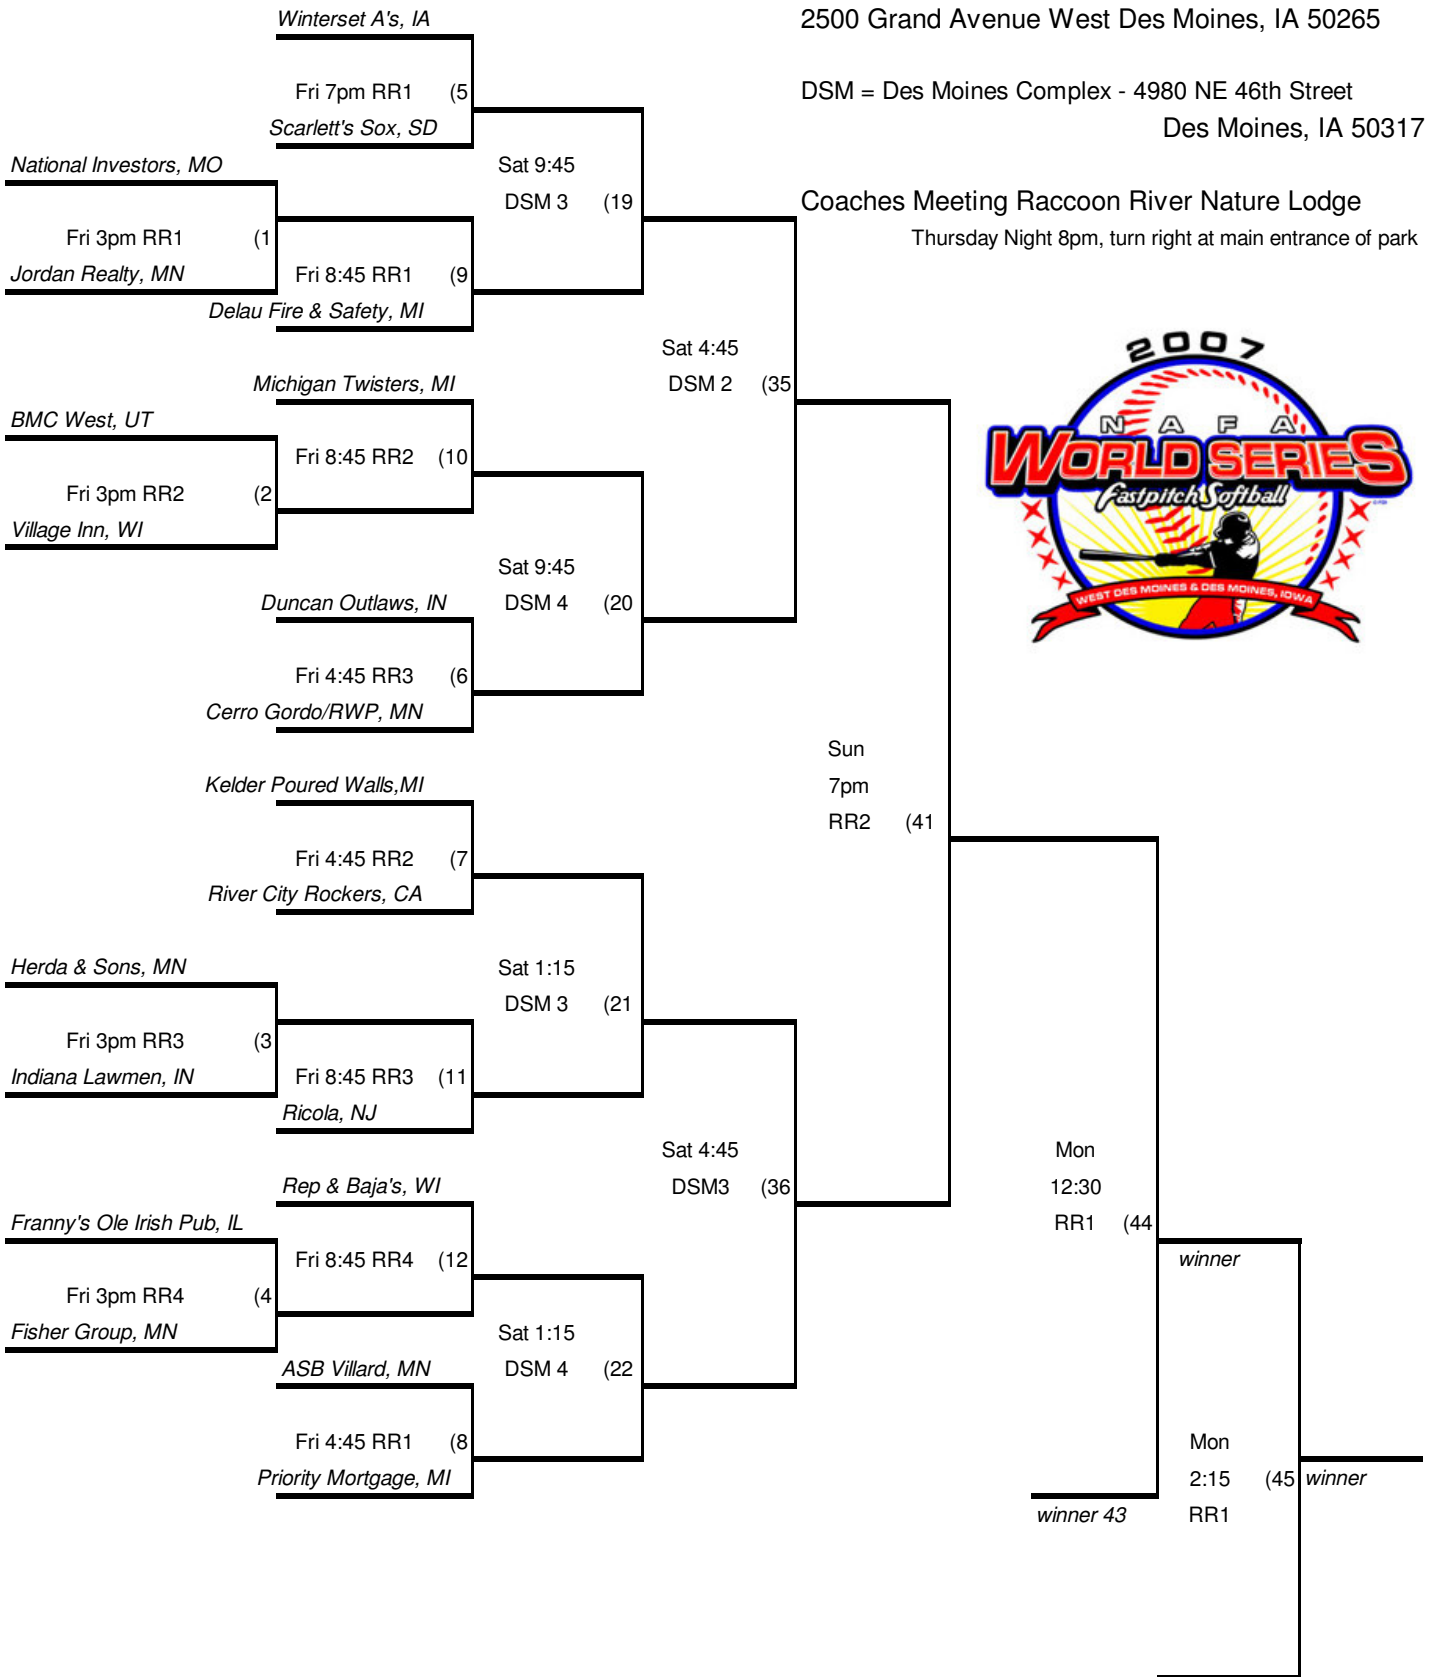 Winterset A's, IA
2500 Grand Avenue West Des Moines, IA 50265
Fri 7pm RR1 (5
DSM = Des Moines Complex - 4980 NE 46th Street
Scarlett's Sox, SD
Des Moines, IA 50317
National Investors, MO
Sat 9:45
DSM 3 (19
Coaches Meeting Raccoon River Nature Lodge
Fri 3pm RR1 (1
Thursday Night 8pm, turn right at main entrance of park
Jordan Realty, MN
Fri 8:45 RR1 (9
Delau Fire & Safety, MI
2007
NAFA
WORLD SERIES
Fastpitch Softball
WEST DES MOINES & DES MOINES, IOWA
Sat 4:45
DSM 2 (35
Michigan Twisters, MI
BMC West, UT
Fri 8:45 RR2 (10
Fri 3pm RR2 (2
Village Inn, WI
Sat 9:45
DSM 4 (20
Duncan Outlaws, IN
Fri 4:45 RR3 (6
Cerro Gordo/RWP, MN
Sun
7pm
RR2 (41
Kelder Poured Walls,MI
Fri 4:45 RR2 (7
River City Rockers, CA
Herda & Sons, MN
Sat 1:15
DSM 3 (21
Fri 3pm RR3 (3
Indiana Lawmen, IN
Fri 8:45 RR3 (11
Ricola, NJ
Sat 4:45
DSM3 (36
Mon
12:30
RR1 (44
Rep & Baja's, WI
Franny's Ole Irish Pub, IL
Fri 8:45 RR4 (12
winner
Fri 3pm RR4 (4
Fisher Group, MN
Sat 1:15
DSM 4 (22
ASB Villard, MN
Fri 4:45 RR1 (8
Priority Mortgage, MI
Mon
2:15 (45 winner
RR1
winner 43